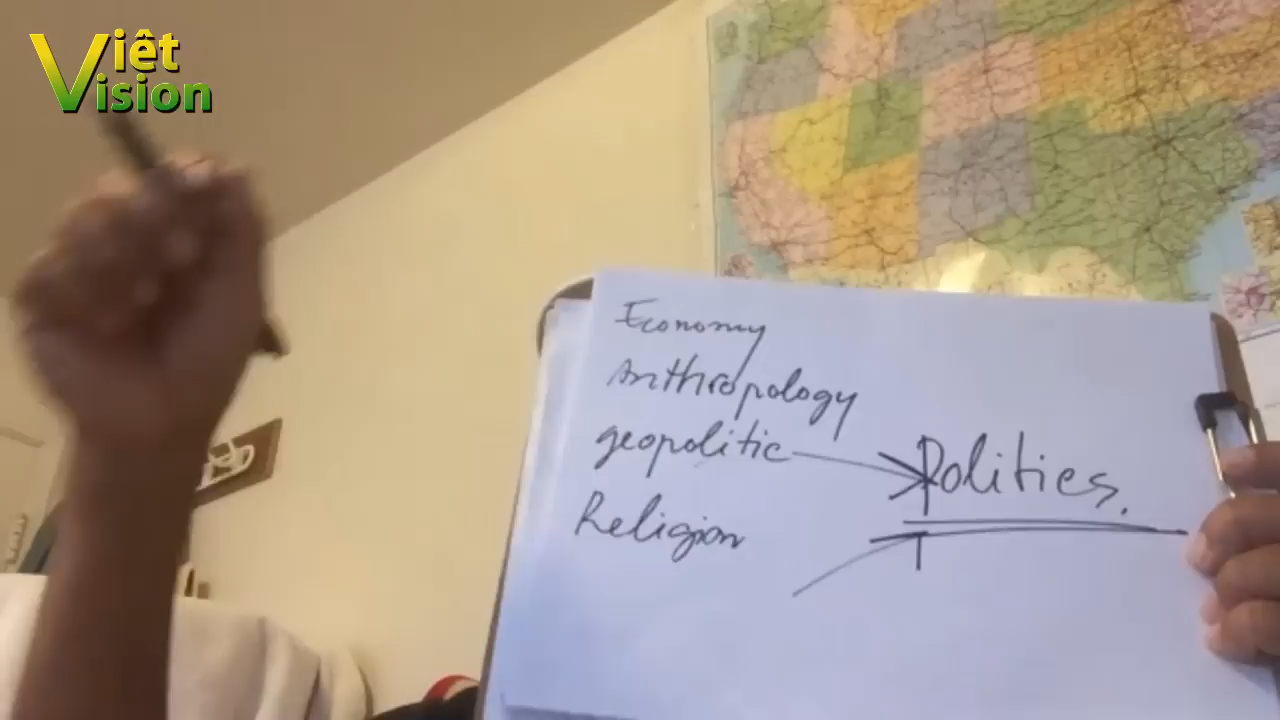 Việt
Vision
Economy
Anthropology
geopolitic
Politics.
Religion